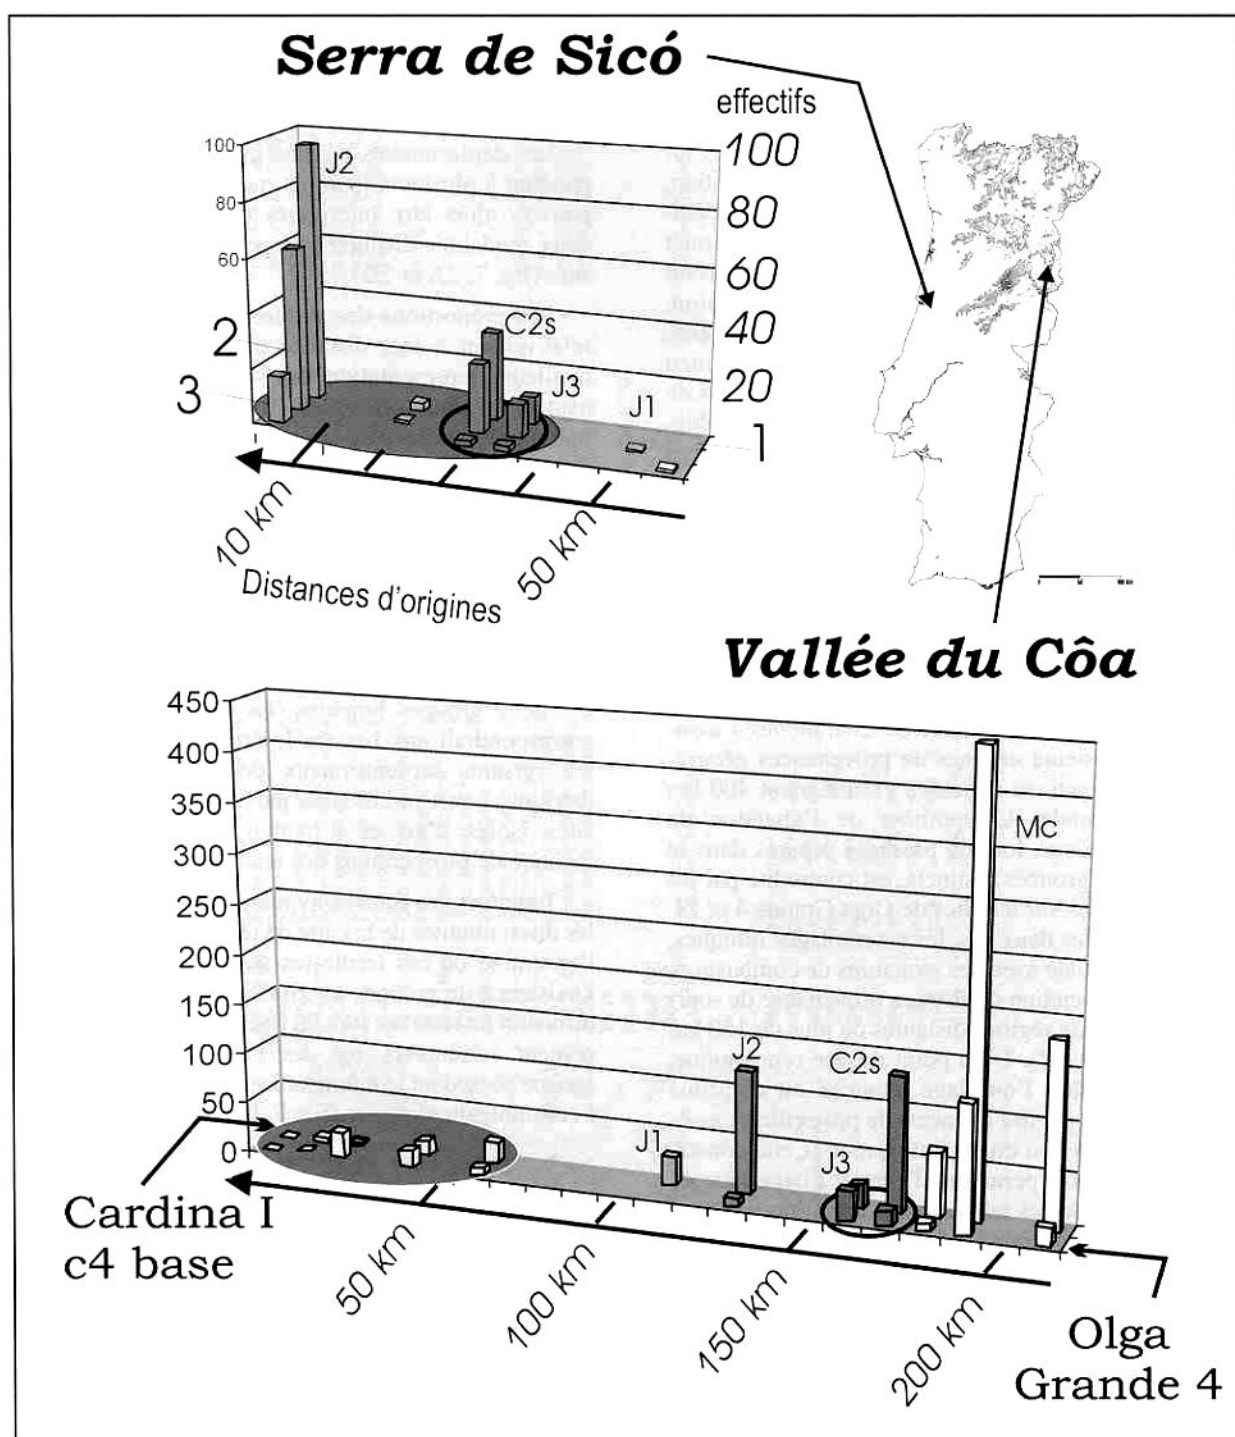 Serra de Sicó
effectifs
100
80
60
100
80
60
40
20
2
3
1
J2
C2s
J3
J1
10 km
50 km
Distances d'origines
Vallée du Côa
450
400
350
300
250
200
150
100
50
0
Mc
J2
C2s
J1
J3
Cardina I
c4 base
50 km
100 km
150 km
200 km
Olga
Grande 4